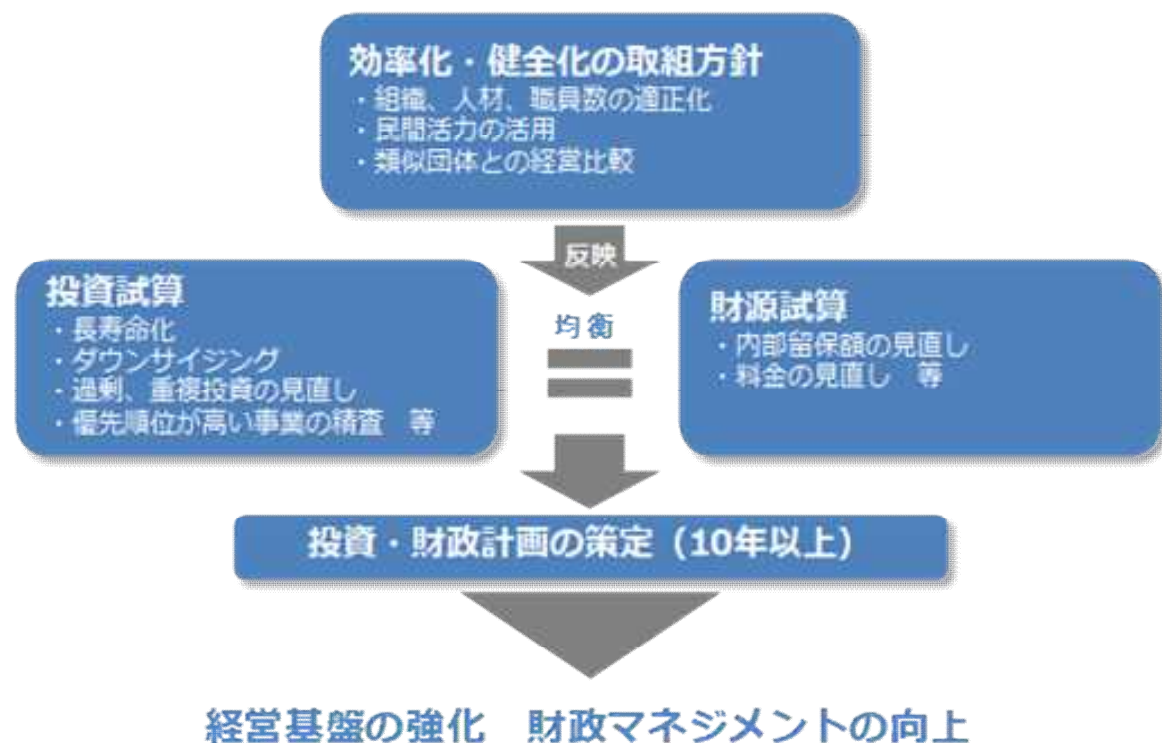 効率化・健全化の取組方針
・組織、人材、職員数の適正化
・民間活力の活用
・類似団体との経営比較
反映
投資試算
・長寿命化
・ダウンサイジング
・過剰、重複投資の見直し
・優先順位が高い事業の精査　等
均衡
財源試算
・内部留保額の見直し
・料金の見直し　等
投資・財政計画の策定（10年以上）
経営基盤の強化　財政マネジメントの向上